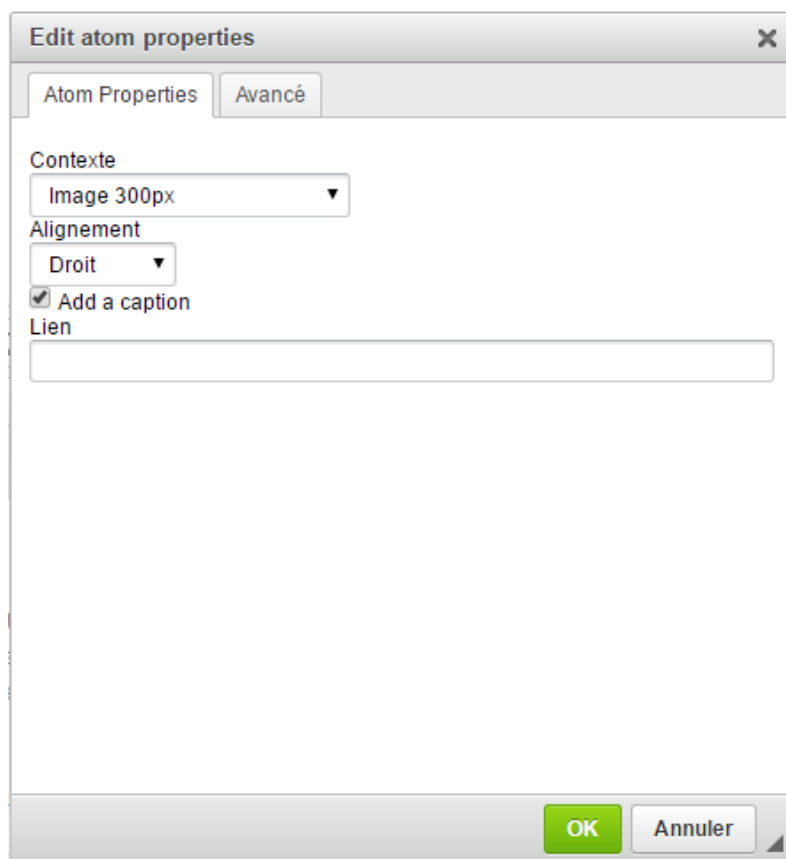 Edit atom properties
Atom Properties Avancé
Contexte
Image 300px
Alignement
Droit
Add a caption
Lien
OK Annuler